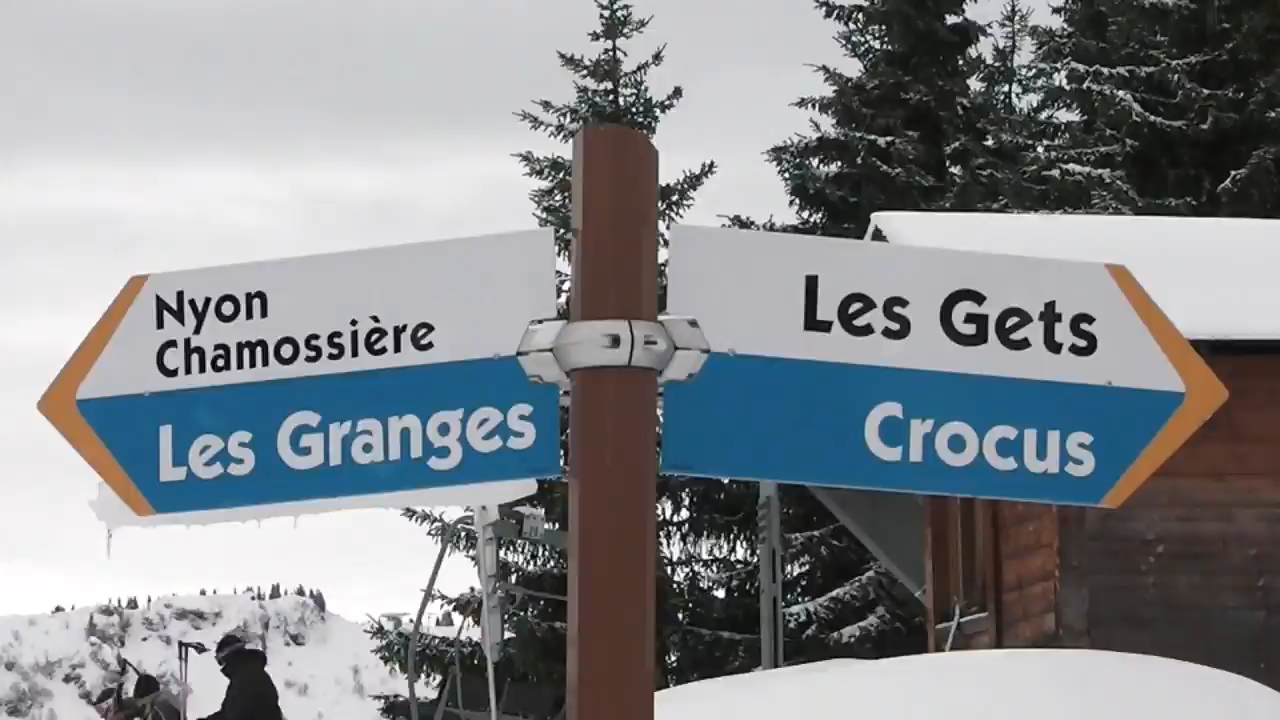 Nyon
Chamossière
Les Granges
Les Gets
Crocus